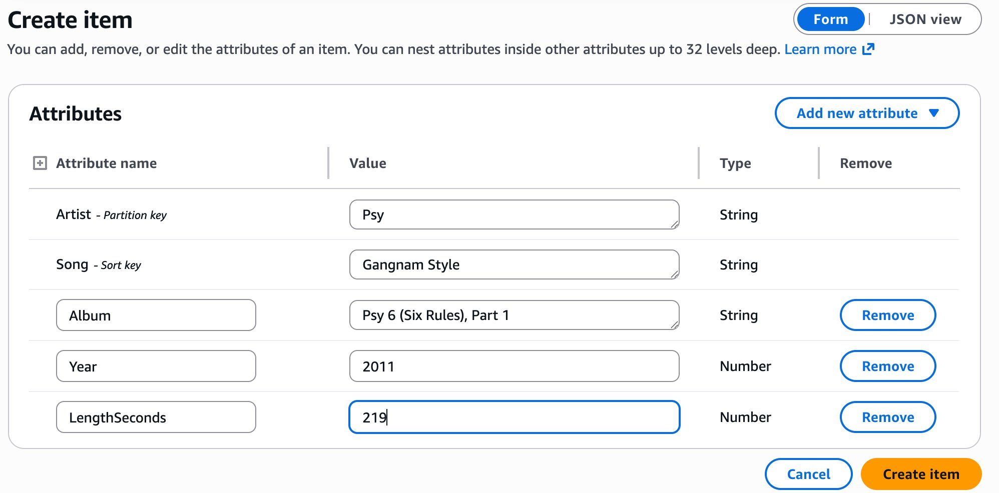 Create item
Form | JSON view
You can add, remove, or edit the attributes of an item. You can nest attributes inside other attributes up to 32 levels deep. Learn more
Attributes
Add new attribute
Attribute name Value Type Remove
Artist - Partition key Psy String
Song - Sort key Gangnam Style String
Album Psy 6 (Six Rules), Part 1 String Remove
Year 2011 Number Remove
LengthSeconds 219 Number Remove
Cancel Create item